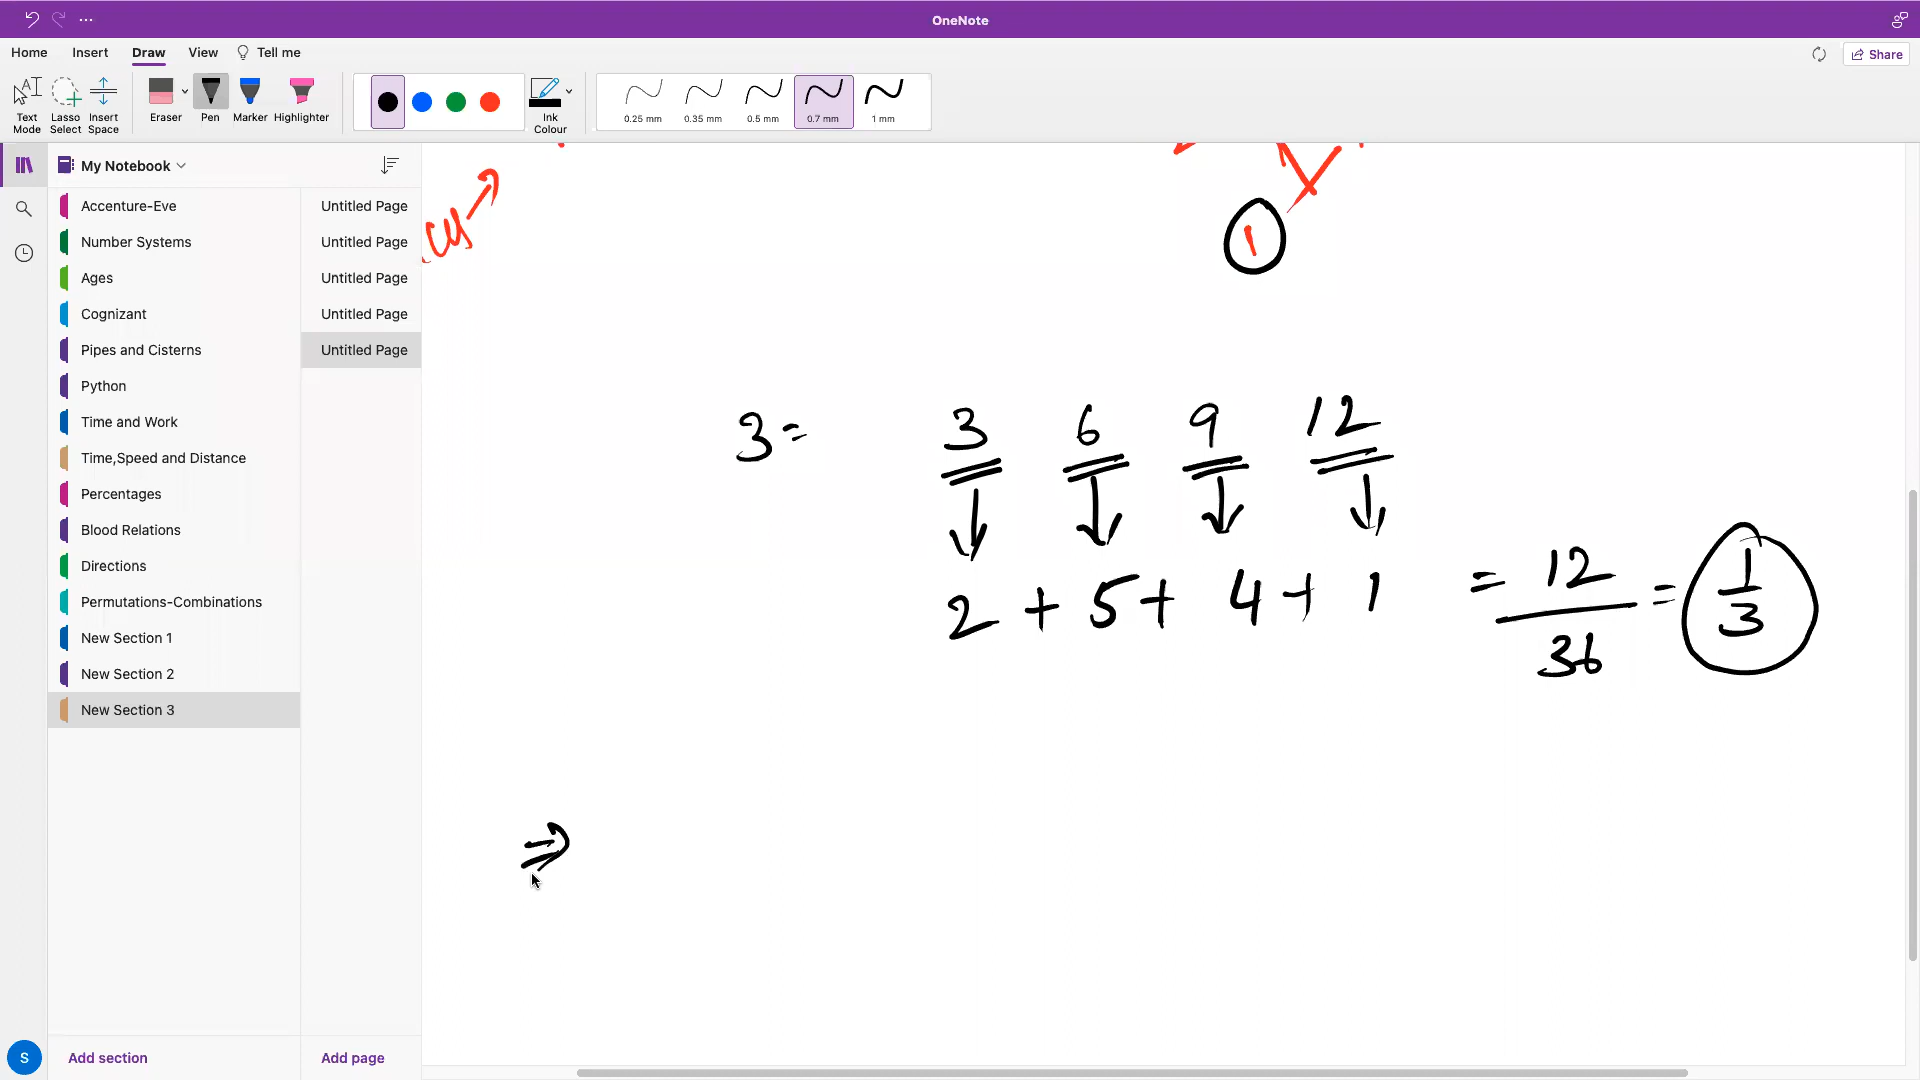 OneNote
Home Insert Draw View Tell me
Share
Text Mode
Lasso Select
Insert Space
Eraser
Pen
Marker
Highlighter
Ink Colour
0.25 mm
0.35 mm
0.5 mm
0.7 mm
1 mm
My Notebook
Accenture-Eve
Number Systems
Ages
Cognizant
Pipes and Cisterns
Python
Time and Work
Time,Speed and Distance
Percentages
Blood Relations
Directions
Permutations-Combinations
New Section 1
New Section 2
New Section 3
Add section
Untitled Page
Untitled Page
Untitled Page
Untitled Page
Untitled Page
Add page
S
1
3 = 3 6 9 12
2 + 5 + 4 + 1 = 12/36 = 1/3
⇒